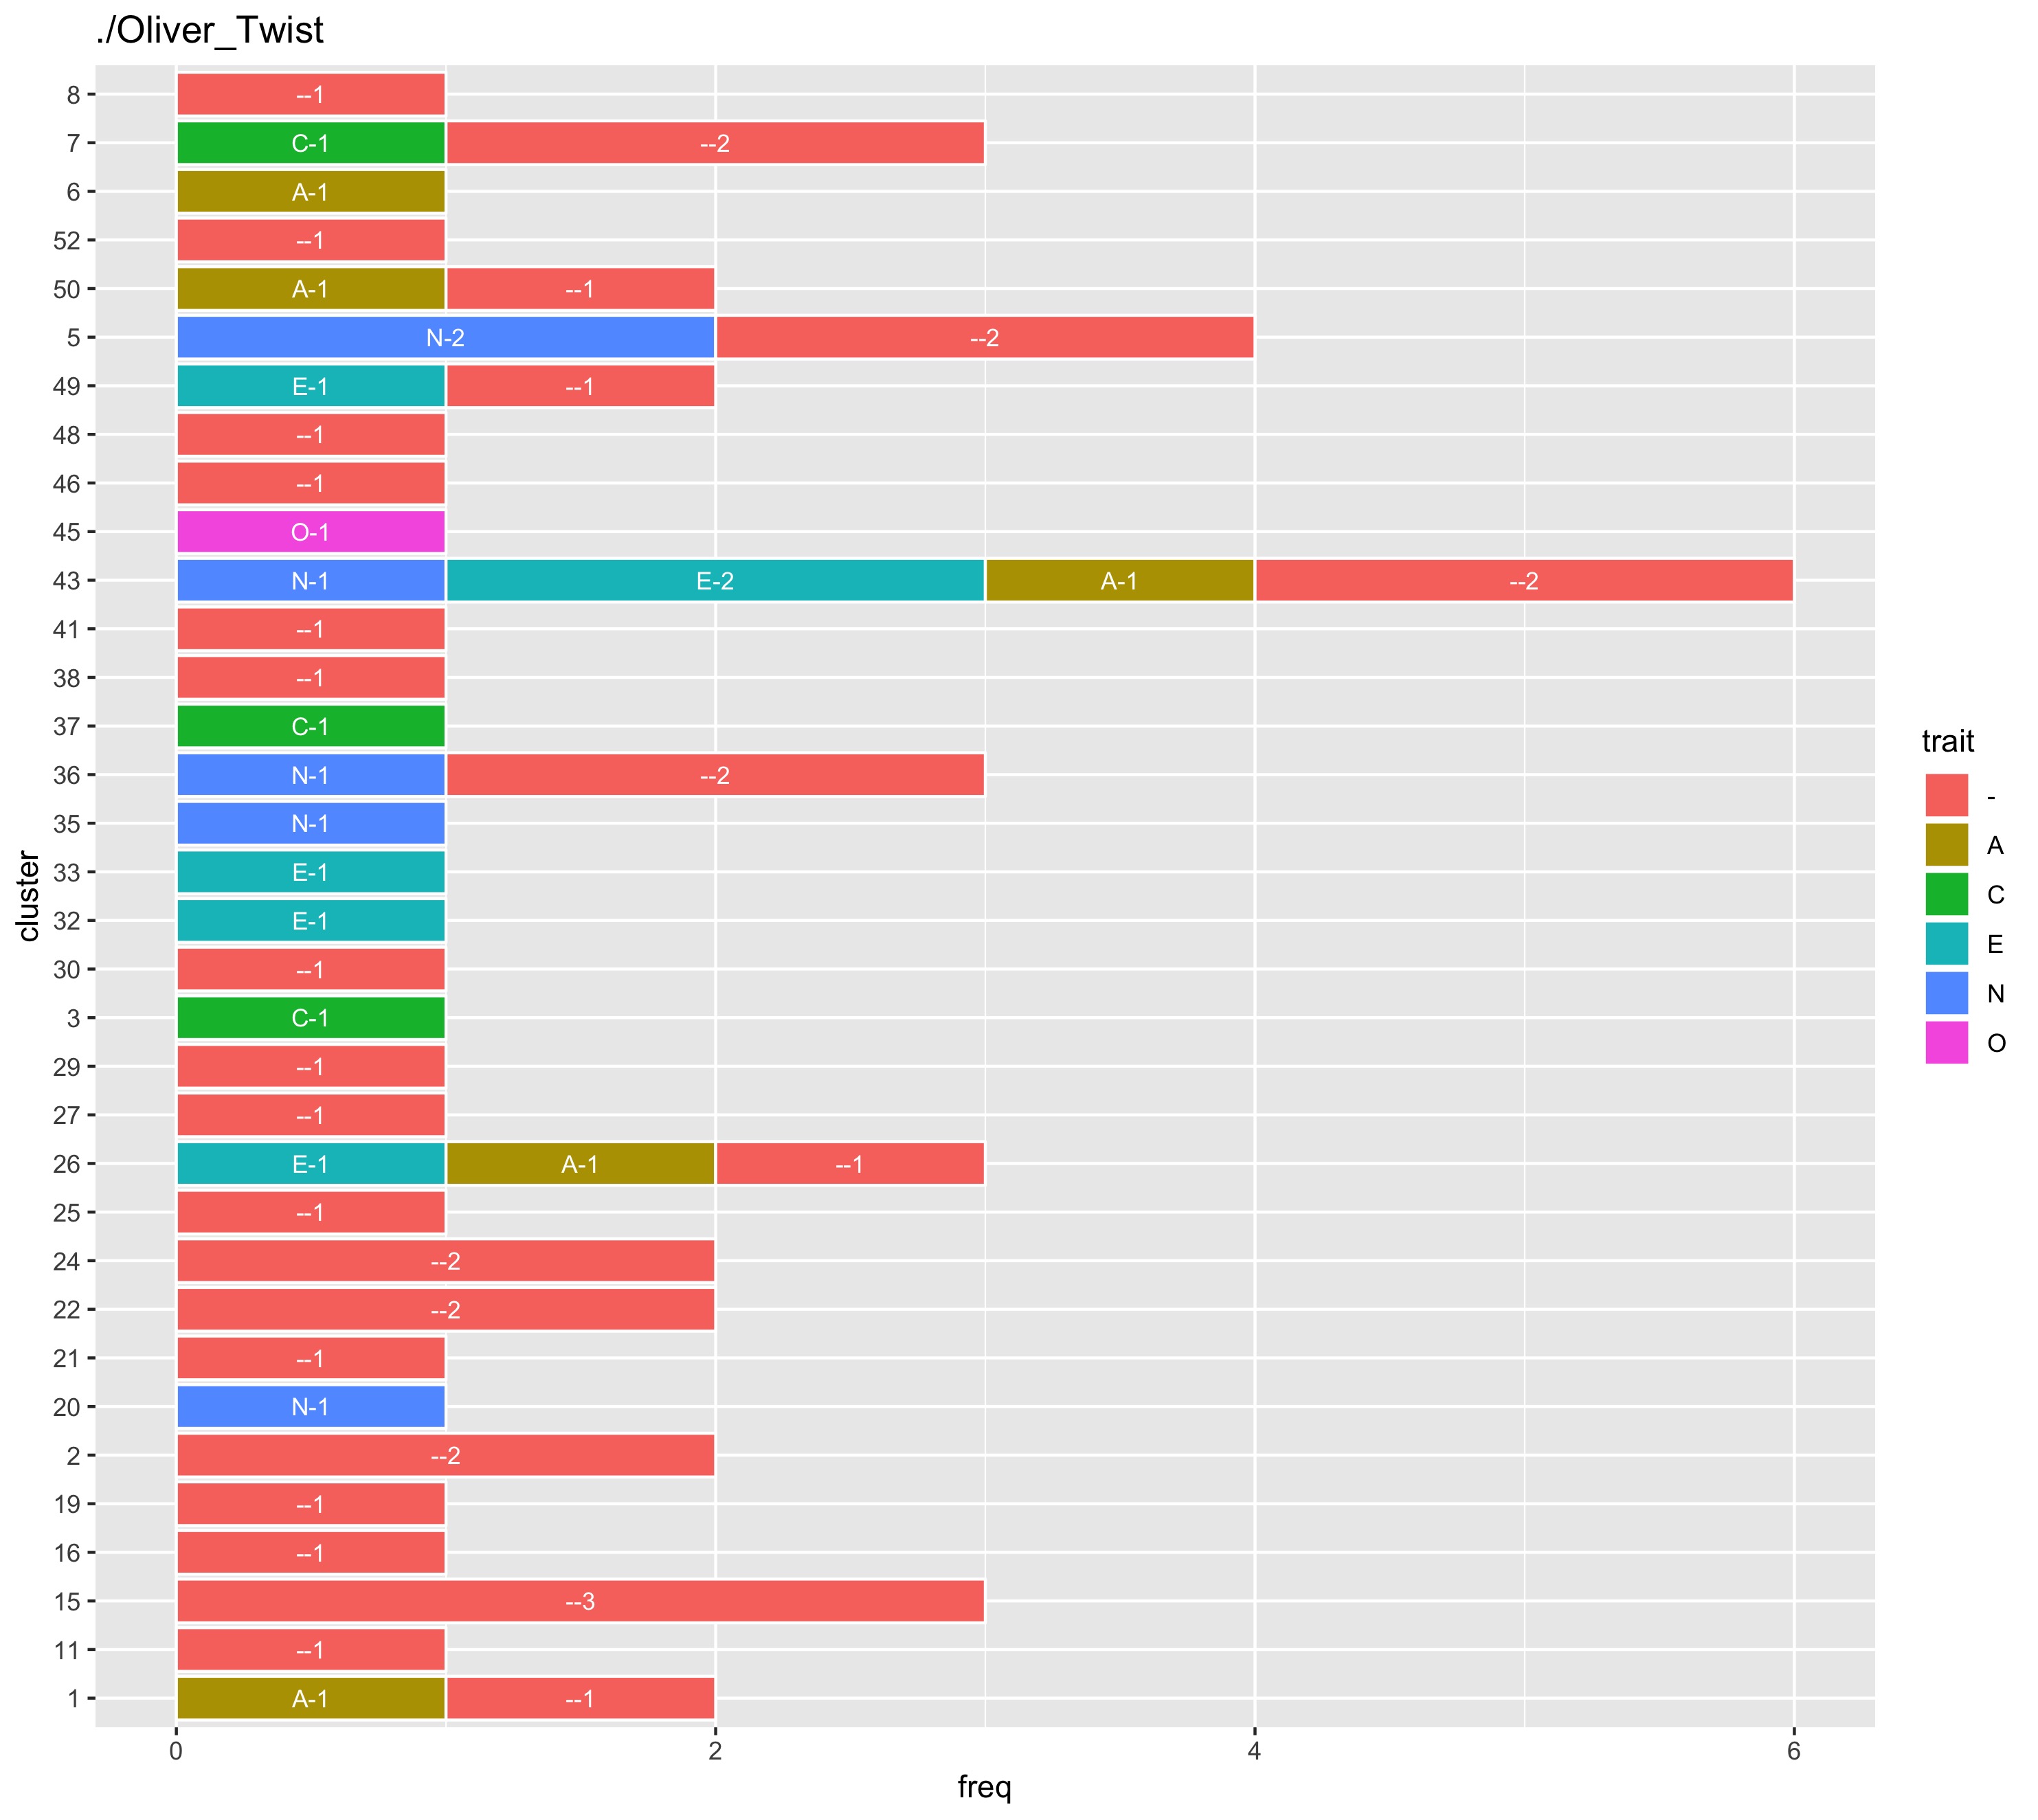 ./Oliver_Twist
8 --1
7 C-1 --2
6 A-1
52 --1
50 A-1 --1
5 N-2 --2
49 E-1 --1
48 --1
46 --1
45 O-1
43 N-1 E-2 A-1 --2
41 --1
38 --1
37 C-1
36 N-1 --2
35 N-1
33 E-1
32 E-1
30 --1
3 C-1
29 --1
27 --1
26 E-1 A-1 --1
25 --1
24 --2
22 --2
21 --1
20 N-1
2 --2
19 --1
16 --1
15 --3
11 --1
1 A-1 --1
0 2 4 6
freq
cluster
trait
-
A
C
E
N
O